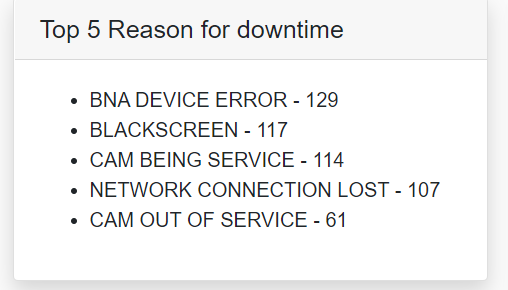 Top 5 Reason for downtime
BNA DEVICE ERROR - 129
BLACKSCREEN - 117
CAM BEING SERVICE - 114
NETWORK CONNECTION LOST - 107
CAM OUT OF SERVICE - 61